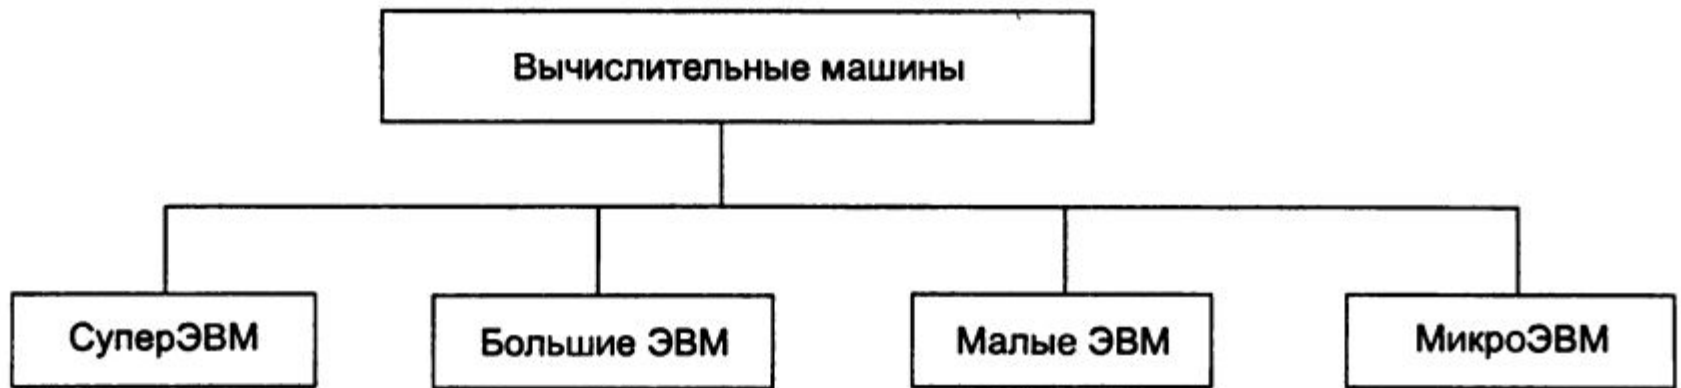 Вычислительные машины
СуперЭВМ
Большие ЭВМ
Малые ЭВМ
МикроЭВМ